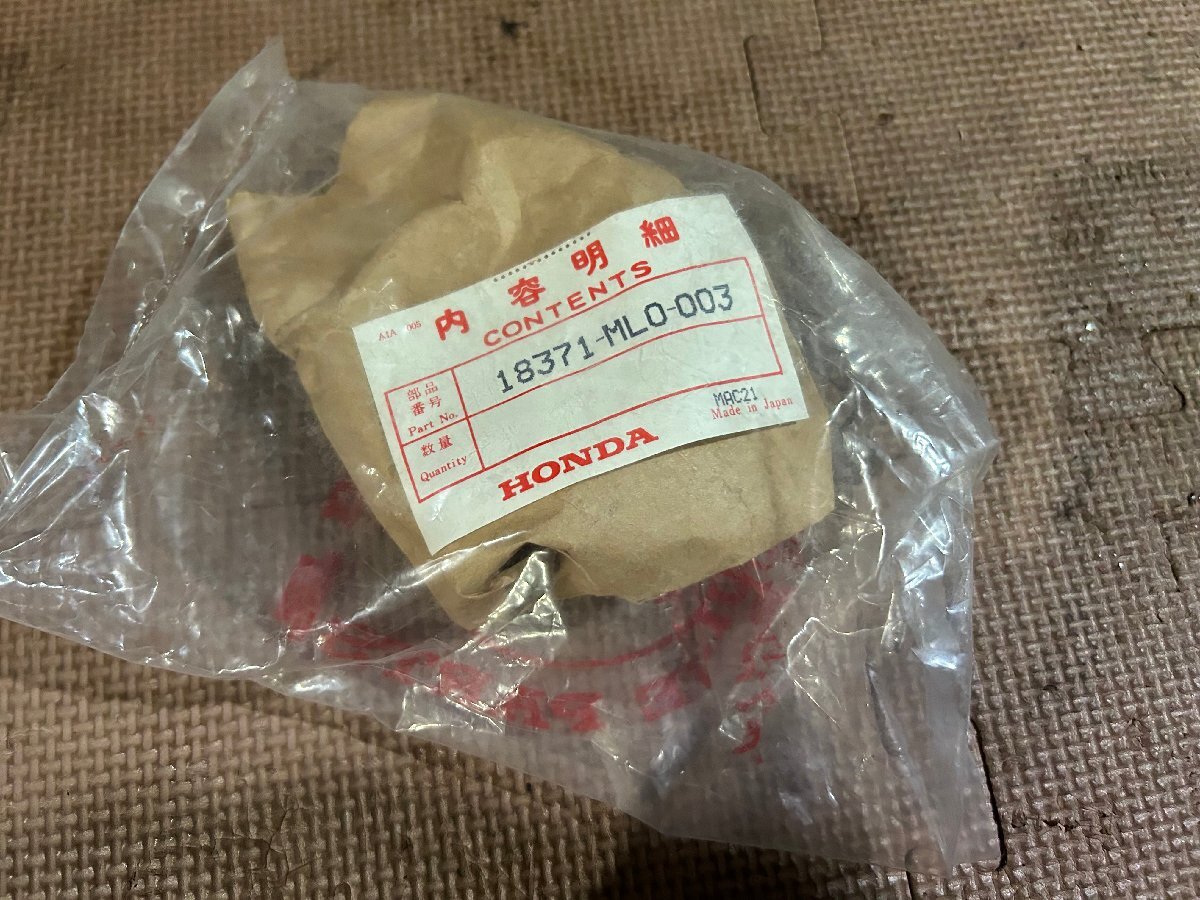 内容明細
CONTENTS
部品
番号
Part No.
18371-ML0-003
数量
Quantity
MAC21
Made in Japan
HONDA